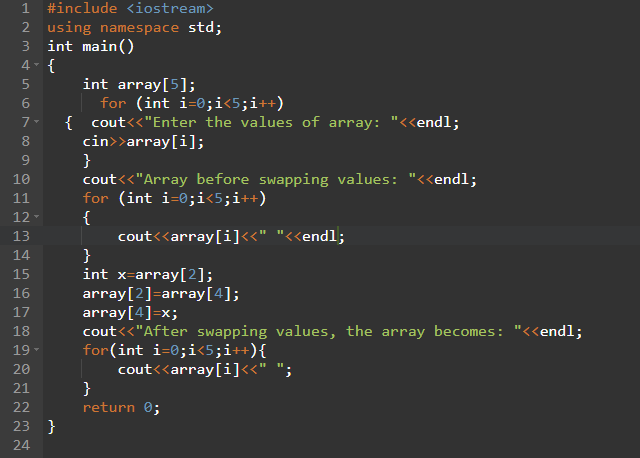 1 #include <iostream>
2 using namespace std;
3 int main()
4 {
5     int array[5];
6       for (int i=0;i<5;i++)
7   {  cout<<"Enter the values of array: "<<endl;
8     cin>>array[i];
9     }
10     cout<<"Array before swapping values: "<<endl;
11     for (int i=0;i<5;i++)
12     {
13         cout<<array[i]<<" "<<endl;
14     }
15     int x=array[2];
16     array[2]=array[4];
17     array[4]=x;
18     cout<<"After swapping values, the array becomes: "<<endl;
19     for(int i=0;i<5;i++){
20         cout<<array[i]<<" ";
21     }
22     return 0;
23 }
24